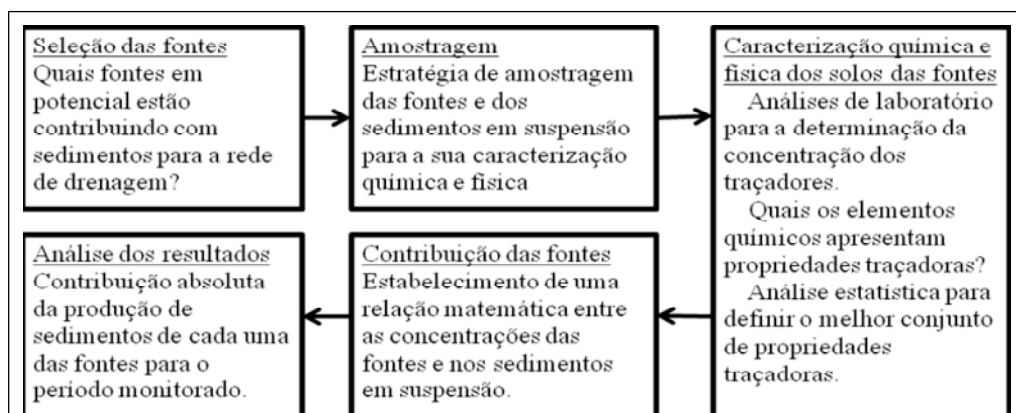 Seleção das fontes
Quais fontes em
potencial estão
contribuindo com
sedimentos para a rede
de drenagem?
Amostragem
Estratégia de amostragem
das fontes e dos
sedimentos em suspensão
para a sua caracterização
química e física
Caracterização química e
física dos solos das fontes
Análises de laboratório
para a determinação da
concentração dos
traçadores.
Quais os elementos
químicos apresentam
propriedades traçadoras?
Análise estatística para
definir o melhor conjunto
de propriedades
traçadoras.
Contribuição das fontes
Estabelecimento de uma
relação matemática entre
as concentrações das
fontes e nos sedimentos
em suspensão.
Análise dos resultados
Contribuição absoluta
da produção de
sedimentos de cada uma
das fontes para o
período monitorado.